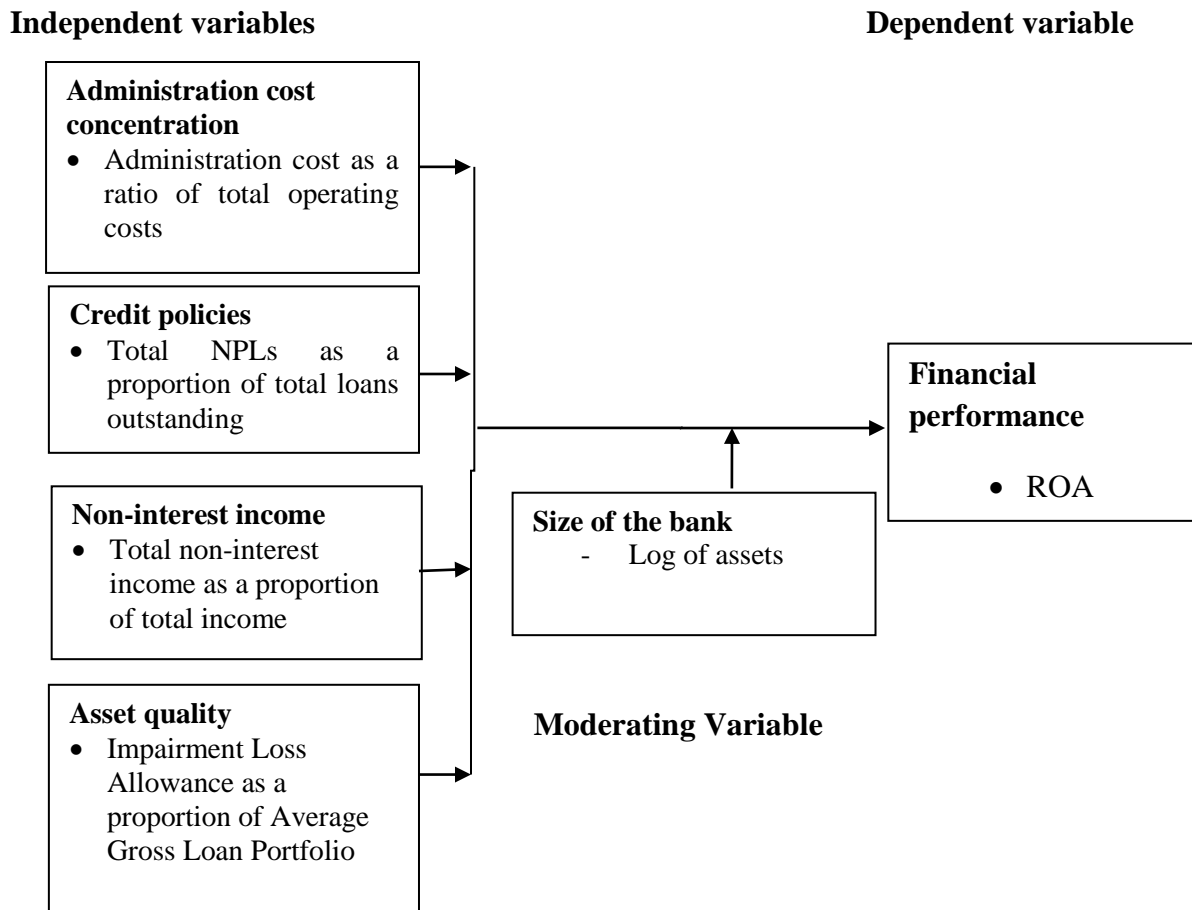 Independent variables
Dependent variable
Administration cost
concentration
• Administration cost as a
ratio of total operating
costs
Credit policies
• Total NPLs as a
proportion of total loans
outstanding
Non-interest income
• Total non-interest
income as a proportion
of total income
Asset quality
• Impairment Loss
Allowance as a
proportion of Average
Gross Loan Portfolio
Size of the bank
- Log of assets
Moderating Variable
Financial
performance
• ROA